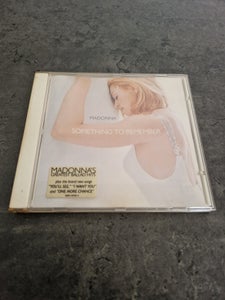 MADONNA
SOMETHING TO REMEMBER
MADONNA'S
GREATEST BALLAD HITS
plus the brand new songs
"YOU'LL SEE," "I WANT YOU"
and "ONE MORE CHANCE"